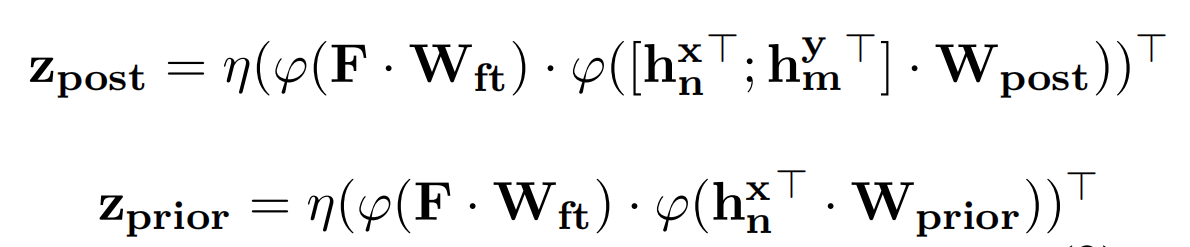 𝐳_𝐩𝐨𝐬𝐭 = η(φ(𝐅 · 𝐖_𝐟𝐭) · φ([𝐡_𝐧^𝐱^⊤; 𝐡_𝐦^𝐲^⊤] · 𝐖_𝐩𝐨𝐬𝐭))^⊤
𝐳_𝐩𝐫𝐢𝐨𝐫 = η(φ(𝐅 · 𝐖_𝐟𝐭) · φ(𝐡_𝐧^𝐱^⊤ · 𝐖_𝐩𝐫𝐢𝐨𝐫))^⊤